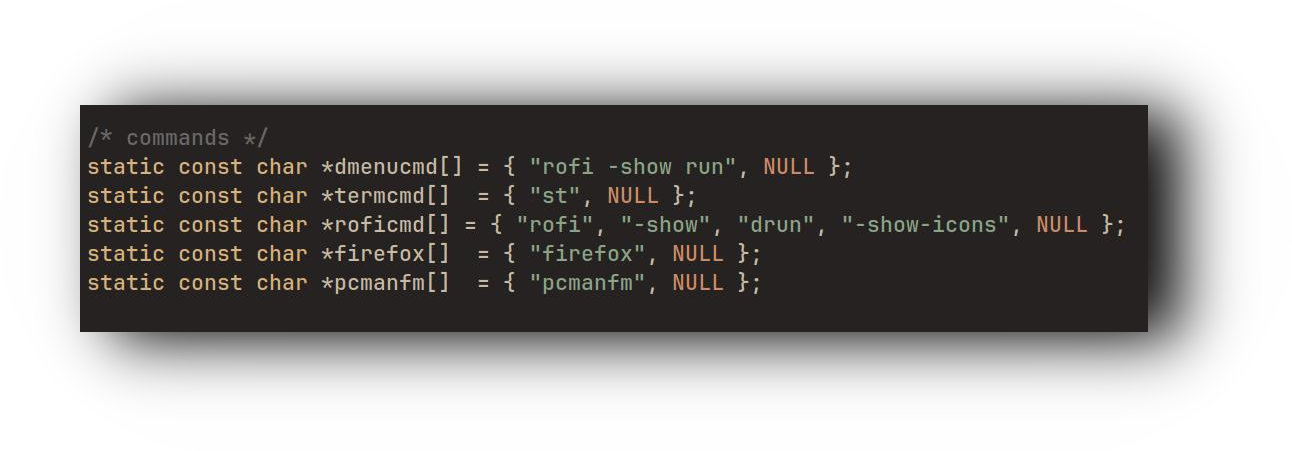 /* commands */
static const char *dmenucmd[] = { "rofi -show run", NULL };
static const char *termcmd[]  = { "st", NULL };
static const char *roficmd[] = { "rofi", "-show", "drun", "-show-icons", NULL };
static const char *firefox[]  = { "firefox", NULL };
static const char *pcmanfm[]  = { "pcmanfm", NULL };